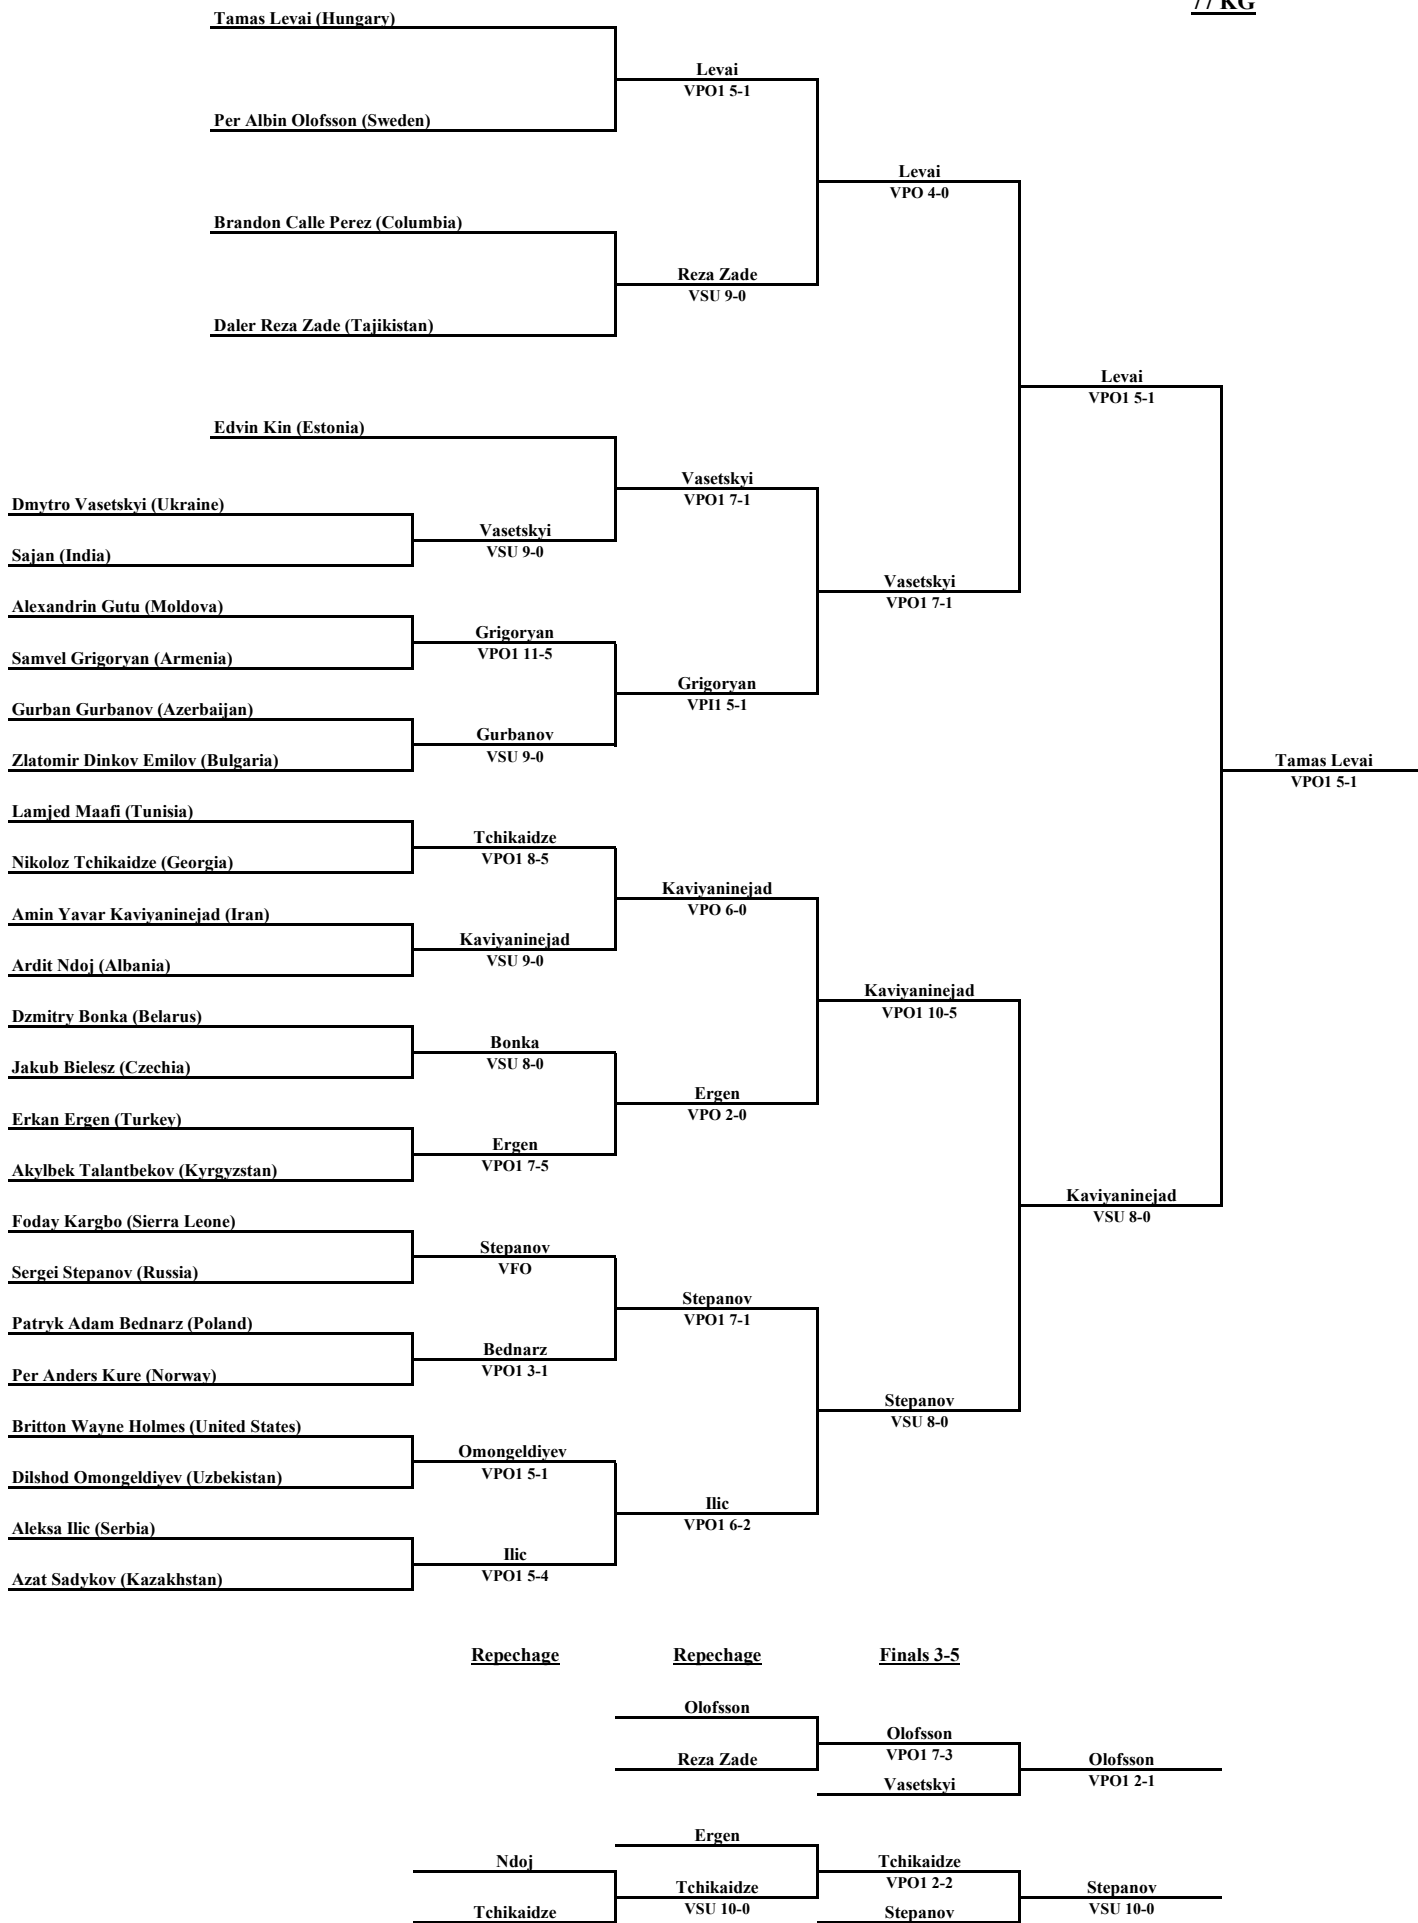 77 KG
Tamas Levai (Hungary)
Levai
VPO1 5-1
Per Albin Olofsson (Sweden)
Levai
VPO 4-0
Brandon Calle Perez (Columbia)
Reza Zade
VSU 9-0
Daler Reza Zade (Tajikistan)
Levai
VPO1 5-1
Edvin Kin (Estonia)
Vasetskyi
VPO1 7-1
Dmytro Vasetskyi (Ukraine)
Vasetskyi
VSU 9-0
Sajan (India)
Vasetskyi
VPO1 7-1
Alexandrin Gutu (Moldova)
Grigoryan
VPO1 11-5
Samvel Grigoryan (Armenia)
Grigoryan
VPI1 5-1
Gurban Gurbanov (Azerbaijan)
Gurbanov
VSU 9-0
Zlatomir Dinkov Emilov (Bulgaria)
Tamas Levai
VPO1 5-1
Lamjed Maafi (Tunisia)
Tchikaidze
VPO1 8-5
Nikoloz Tchikaidze (Georgia)
Kaviyaninejad
VPO 6-0
Amin Yavar Kaviyaninejad (Iran)
Kaviyaninejad
VSU 9-0
Ardit Ndoj (Albania)
Kaviyaninejad
VPO1 10-5
Dzmitry Bonka (Belarus)
Bonka
VSU 8-0
Jakub Bielesz (Czechia)
Ergen
VPO 2-0
Erkan Ergen (Turkey)
Ergen
VPO1 7-5
Akylbek Talantbekov (Kyrgyzstan)
Kaviyaninejad
VSU 8-0
Foday Kargbo (Sierra Leone)
Stepanov
VFO
Sergei Stepanov (Russia)
Stepanov
VPO1 7-1
Patryk Adam Bednarz (Poland)
Bednarz
VPO1 3-1
Per Anders Kure (Norway)
Stepanov
VSU 8-0
Britton Wayne Holmes (United States)
Omongeldiyev
VPO1 5-1
Dilshod Omongeldiyev (Uzbekistan)
Ilic
VPO1 6-2
Aleksa Ilic (Serbia)
Ilic
VPO1 5-4
Azat Sadykov (Kazakhstan)
Repechage Repechage Finals 3-5
Olofsson
Olofsson
VPO1 7-3
Reza Zade
Olofsson
VPO1 2-1
Vasetskyi
Ergen
Ndoj
Tchikaidze
VPO1 2-2
Tchikaidze
VSU 10-0
Stepanov
VSU 10-0
Tchikaidze
Stepanov